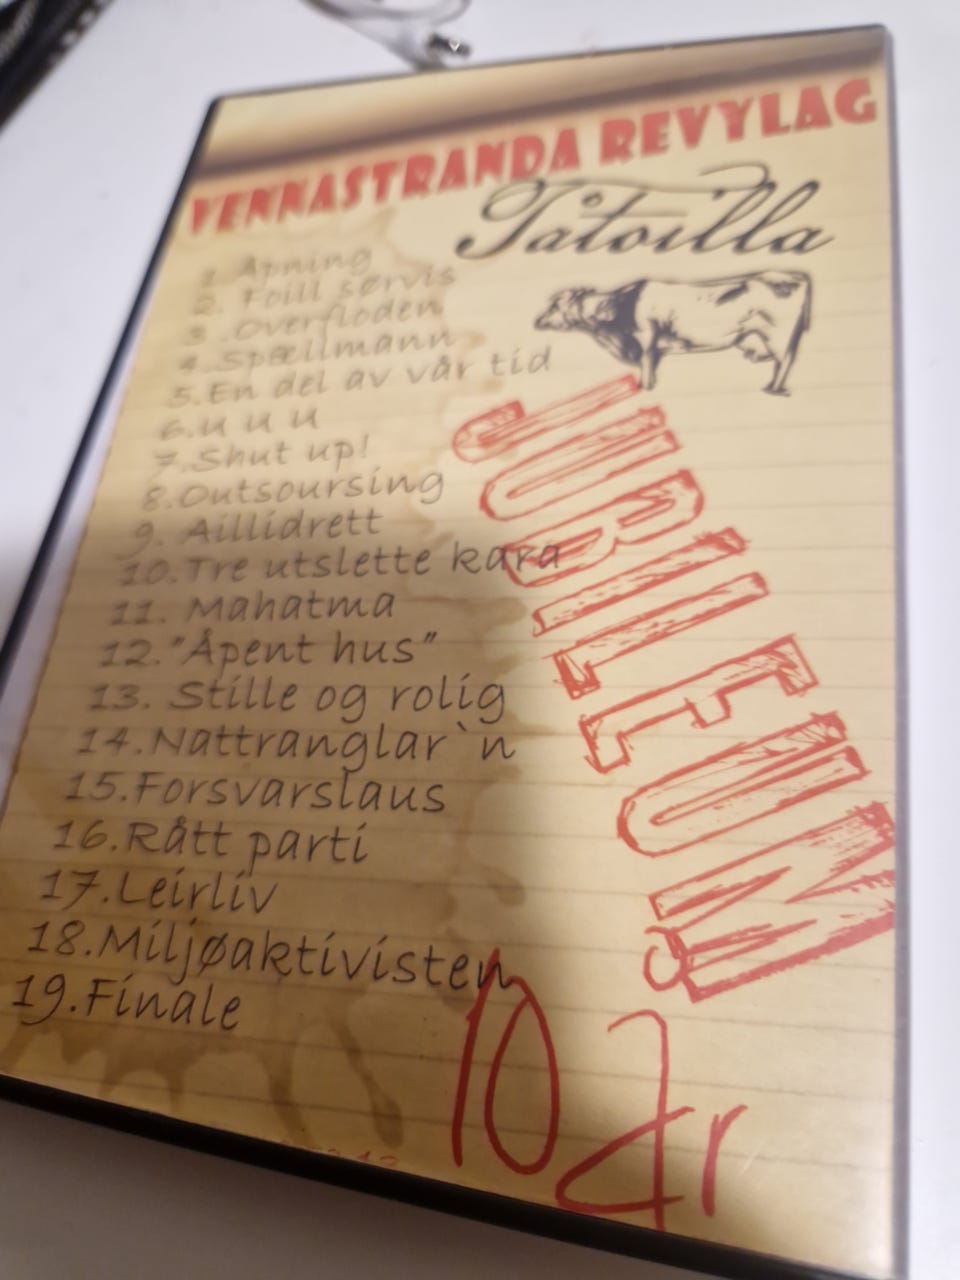 VENNASTRANDA REVYLAG
Tåtoilla
1. Åpning
2. Foill sørvis
3 .Overfloden
4.Spællmann
5.En del av vår tid
6.u u u
7.Shut up!
8.Outsoursing
9. Aillidrett
10.Tre utslette kara
11. Mahatma
12."Åpent hus"
13. Stille og rolig
14.Nattranglar`n
15.Forsvarslaus
16.Rått parti
17.Leirliv
18.Miljøaktivisten
19.Finale
JUBILEUM
10 år